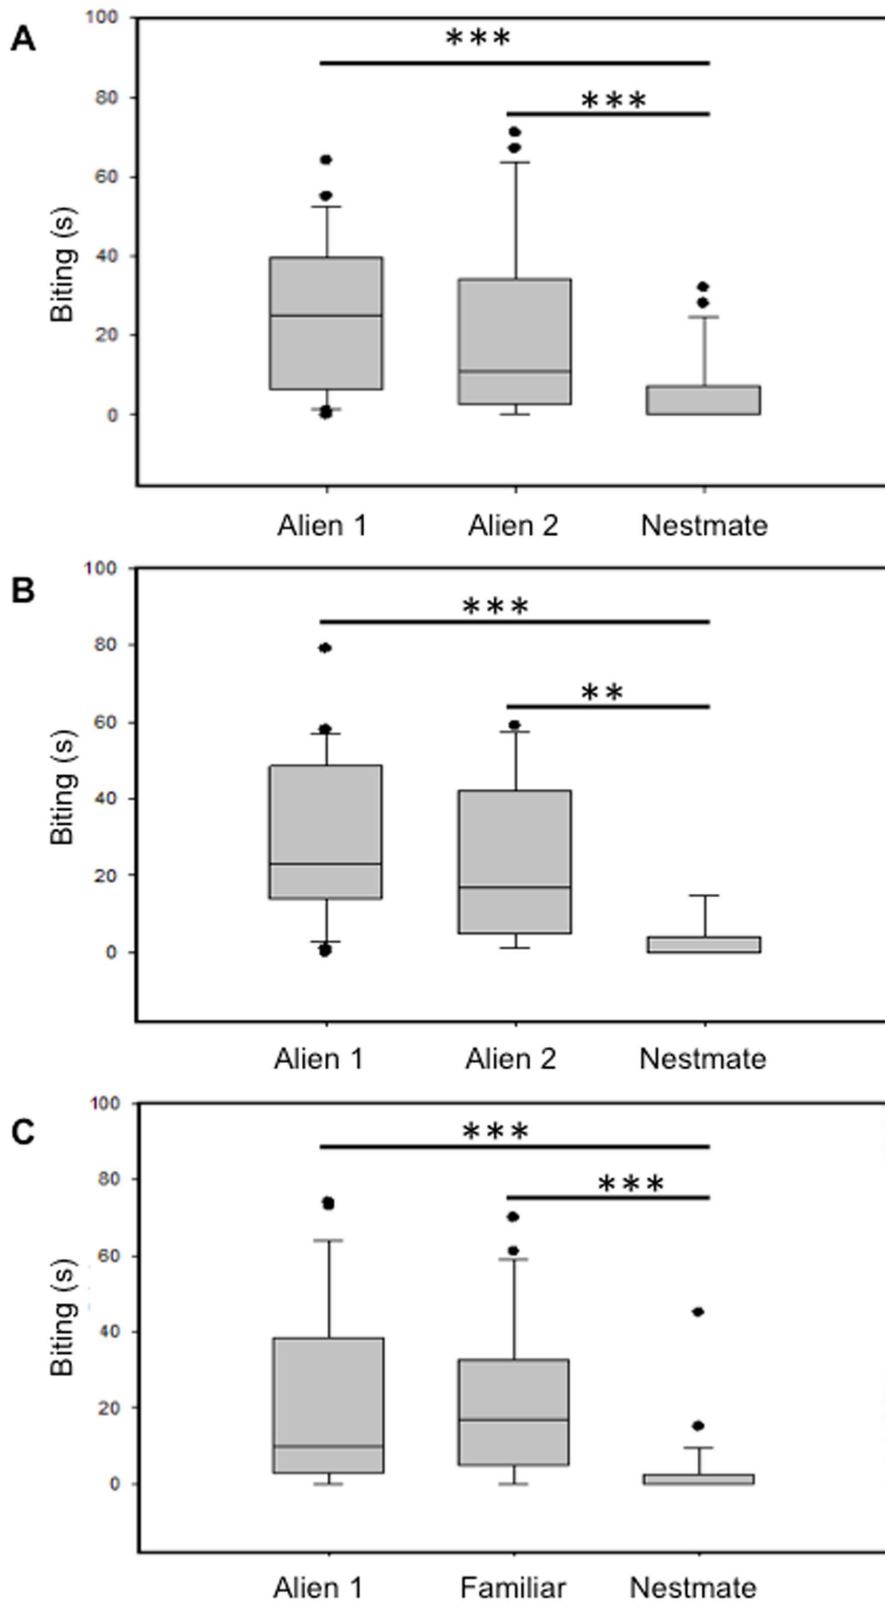 A
100
***
80
***
60
40
20
0
Biting (s)
Alien 1 Alien 2 Nestmate
B
100
***
80
**
60
40
20
0
Biting (s)
Alien 1 Alien 2 Nestmate
C
100
***
80
***
60
40
20
0
Biting (s)
Alien 1 Familiar Nestmate